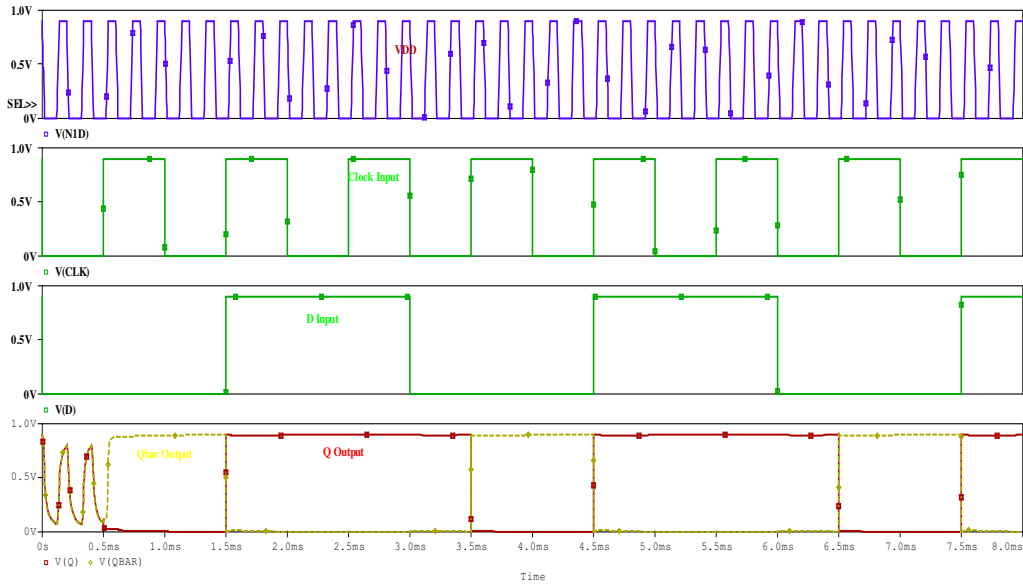 1.0V
VDD
0.5V
SEL>>
0V
V(N1D)
1.0V
Clock Input
0.5V
0V
V(CLK)
1.0V
D Input
0.5V
0V
V(D)
1.0V
Qbar Output
Q Output
0.5V
0V
0s 0.5ms 1.0ms 1.5ms 2.0ms 2.5ms 3.0ms 3.5ms 4.0ms 4.5ms 5.0ms 5.5ms 6.0ms 6.5ms 7.0ms 7.5ms 8.0ms
V(Q) V(QBAR)
Time